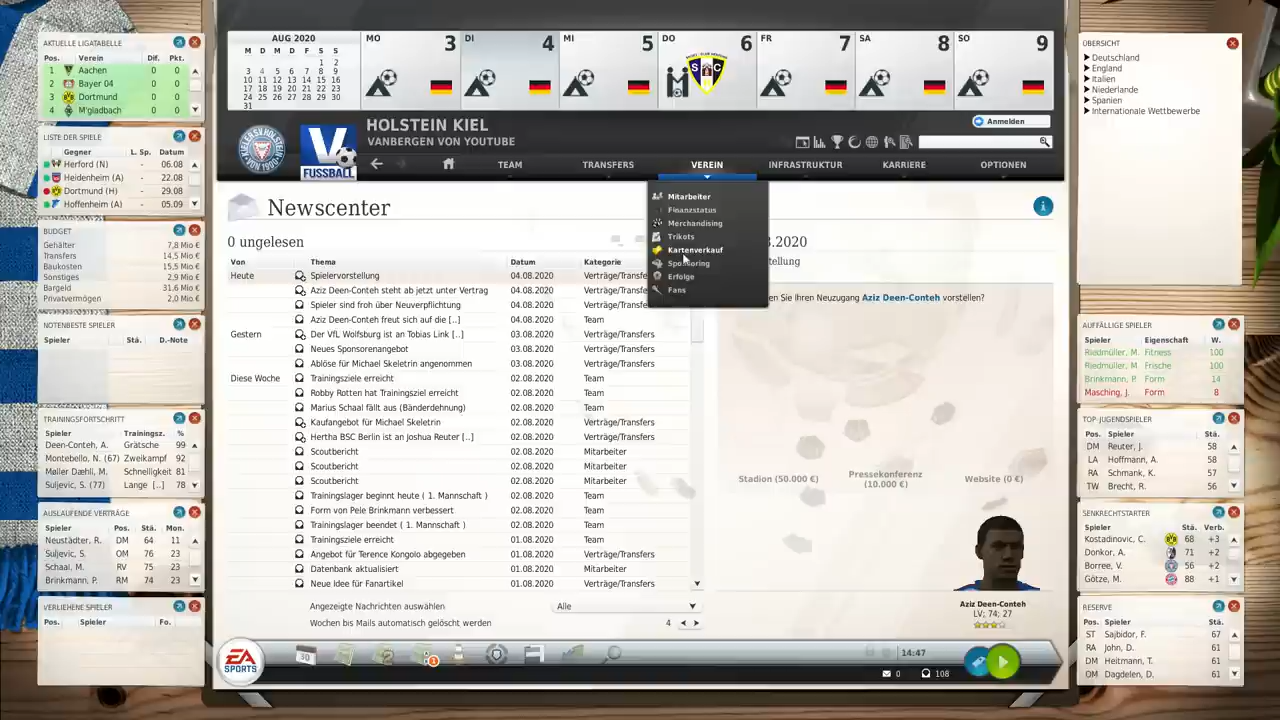 AKTUELLE LIGATABELLE
Pos. Verein Dif. Pkt.
1 Aachen 0 0
2 Bayer 04 0 0
3 Dortmund 0 0
4 M'gladbach 0 0
LISTE DER SPIELE
Gegner L. Sp. Datum
Herford (N) - 06.08
Heidenheim (A) - 22.08
Dortmund (H) - 29.08
Hoffenheim (A) - 05.09
BUDGET
Gehälter 7,8 Mio €
Transfers 14,5 Mio €
Baukosten 15,5 Mio €
Sonstiges 2,9 Mio €
Bargeld 31,6 Mio €
Privatvermögen 2,0 Mio €
NOTENBESTE SPIELER
Spieler Stä. D.-Note
TRAININGSFORTSCHRITT
Spieler Trainingsz. %
Deen-Conteh, A. Grätsche 99
Montebello, N. (67) Zweikampf 92
Møller Dæhli, M. Schnelligkeit 81
Suljevic, S. (77) Lange [..] 78
AUSLAUFENDE VERTRÄGE
Spieler Pos. Stä. Mon.
Neustädter, R. DM 64 11
Suljevic, S. OM 76 23
Schaal, M. RV 75 23
Brinkmann, P. RM 74 23
VERLIEHENE SPIELER
Pos. Spieler Fo.
AUG 2020
M D M D F S S
1 2
3 4 5 6 7 8 9
10 11 12 13 14 15 16
17 18 19 20 21 22 23
24 25 26 27 28 29 30
31
MO 3
DI 4
MI 5
DO 6
FR 7
SA 8
SO 9
V
FUSSBALL
HOLSTEIN KIEL
VANBERGEN VON YOUTUBE
Anmelden
TEAM TRANSFERS VEREIN INFRASTRUKTUR KARRIERE OPTIONEN
Mitarbeiter
Finanzstatus
Merchandising
Trikots
Kartenverkauf
Sponsoring
Erfolge
Fans
Newscenter
0 ungelesen
Von Thema Datum Kategorie
Heute Spielervorstellung 04.08.2020 Verträge/Transfe
Aziz Deen-Conteh steht ab jetzt unter Vertrag 04.08.2020 Verträge/Transfe
Spieler sind froh über Neuverpflichtung 04.08.2020 Verträge/Transfe
Aziz Deen-Conteh freut sich auf die [..] 04.08.2020 Team
Gestern Der VfL Wolfsburg ist an Tobias Link [..] 03.08.2020 Verträge/Transfers
Neues Sponsorenangebot 03.08.2020 Verträge/Transfers
Ablöse für Michael Skeletrin angenommen 03.08.2020 Verträge/Transfers
Diese Woche Trainingsziele erreicht 02.08.2020 Team
Robby Rotten hat Trainingsziel erreicht 02.08.2020 Team
Marius Schaal fällt aus (Bänderdehnung) 02.08.2020 Team
Kaufangebot für Michael Skeletrin 02.08.2020 Verträge/Transfers
Hertha BSC Berlin ist an Joshua Reuter [..] 02.08.2020 Verträge/Transfers
Scoutbericht 02.08.2020 Mitarbeiter
Scoutbericht 02.08.2020 Mitarbeiter
Scoutbericht 02.08.2020 Mitarbeiter
Trainingslager beginnt heute ( 1. Mannschaft ) 02.08.2020 Team
Form von Pele Brinkmann verbessert 02.08.2020 Team
Trainingslager beendet ( 1. Mannschaft ) 02.08.2020 Team
Trainingsziele erreicht 01.08.2020 Team
Angebot für Terence Kongolo abgegeben 01.08.2020 Verträge/Transfers
Datenbank aktualisiert 01.08.2020 Mitarbeiter
Neue Idee für Fanartikel 01.08.2020 Verträge/Transfers
Angezeigte Nachrichten auswählen Alle
Wochen bis Mails automatisch gelöscht werden 4
.2020
tellung
en Sie Ihren Neuzugang Aziz Deen-Conteh vorstellen?
Stadion (50.000 €)
Pressekonferenz (10.000 €)
Website (0 €)
Aziz Deen-Conteh
LV; 74; 27
EA SPORTS
30
1
14:47
0 108
ÜBERSICHT
Deutschland
England
Italien
Niederlande
Spanien
Internationale Wettbewerbe
AUFFÄLLIGE SPIELER
Spieler Eigenschaft W.
Riedmüller, M. Fitness 100
Riedmüller, M. Frische 100
Brinkmann, P. Form 14
Masching, J. Form 8
TOP-JUGENDSPIELER
Pos. Spieler Stä.
DM Reuter, J. 58
LA Hoffmann, A. 58
RA Schmank, K. 57
TW Brecht, R. 56
SENKRECHTSTARTER
Spieler Stä. Verb.
Kostadinovic, C. 68 +3
Donkor, A. 71 +2
Borree, V. 56 +2
Götze, M. 88 +1
RESERVE
Pos. Spieler Stä.
ST Sajbidor, F. 67
RA John, D. 61
DM Heitmann, T. 61
OM Dagdelen, D. 61